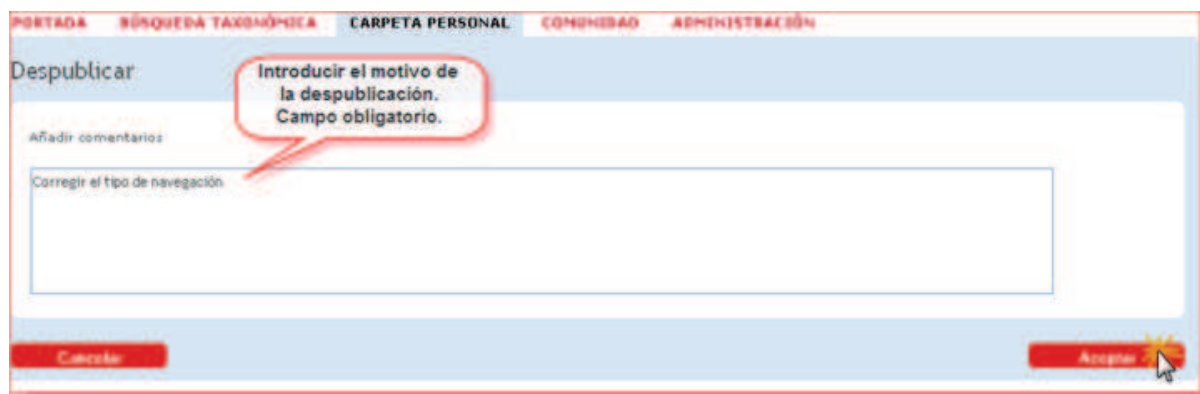 PORTADA BÚSQUEDA TAXONÓMICA CARPETA PERSONAL COMUNIDAD ADMINISTRACIÓN
Despublicar
Introducir el motivo de
la despublicación.
Campo obligatorio.
Añadir comentarios
Corregir el tipo de navegación
Cancelar Aceptar